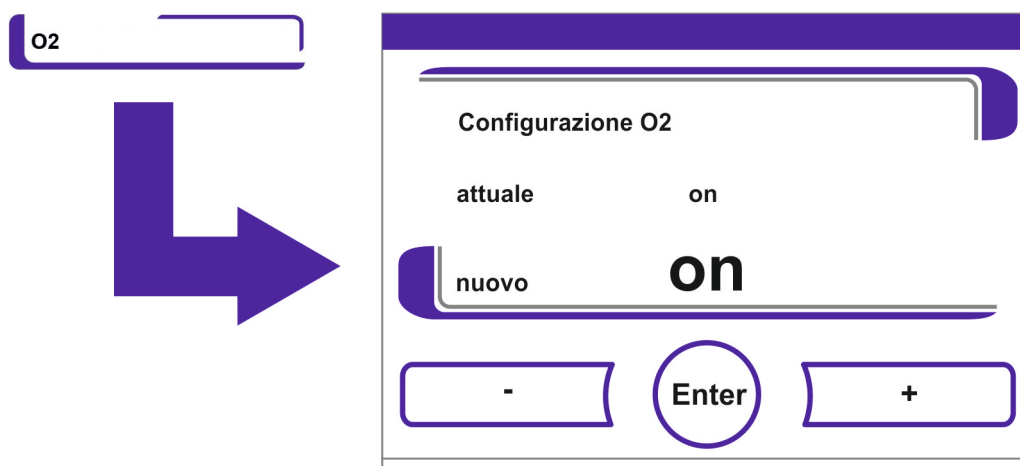 O2
Configurazione O2
attuale on
nuovo on
- Enter +